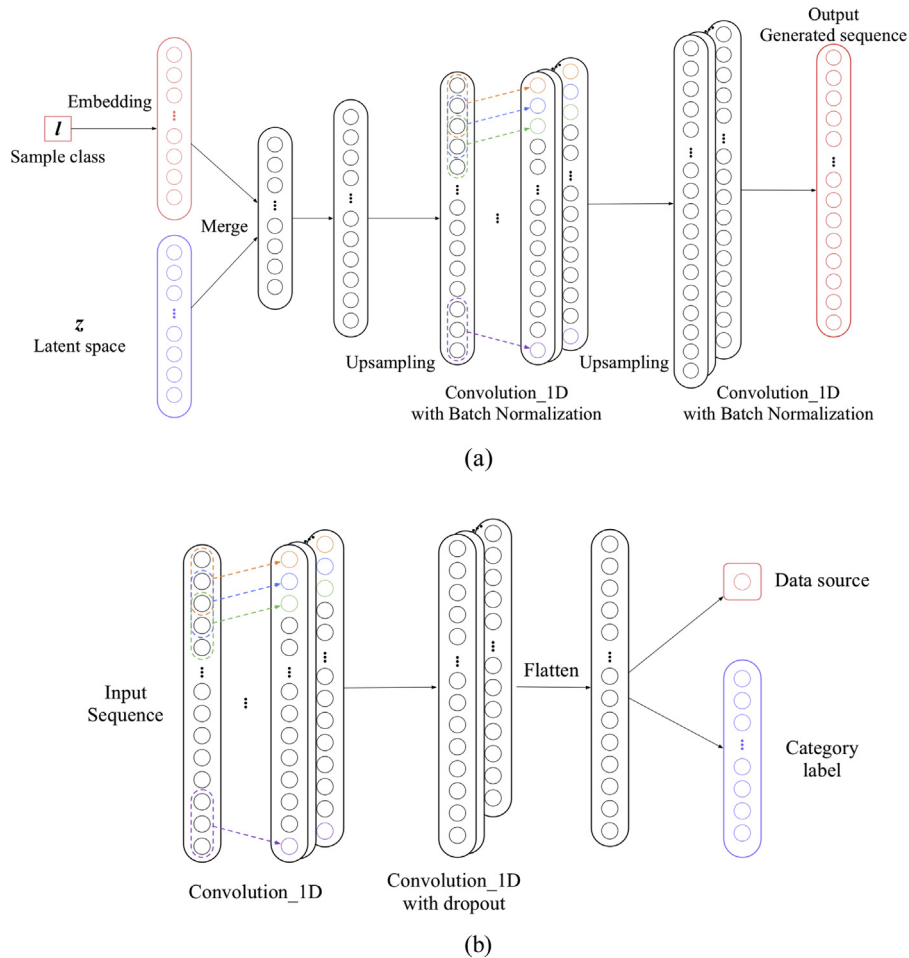 Output
Generated sequence
Embedding
l
Sample class
Merge
z
Latent space
Upsampling
Upsampling
Convolution_1D
with Batch Normalization
Convolution_1D
with Batch Normalization
(a)
Data source
Flatten
Input
Sequence
Category
label
Convolution_1D
Convolution_1D
with dropout
(b)